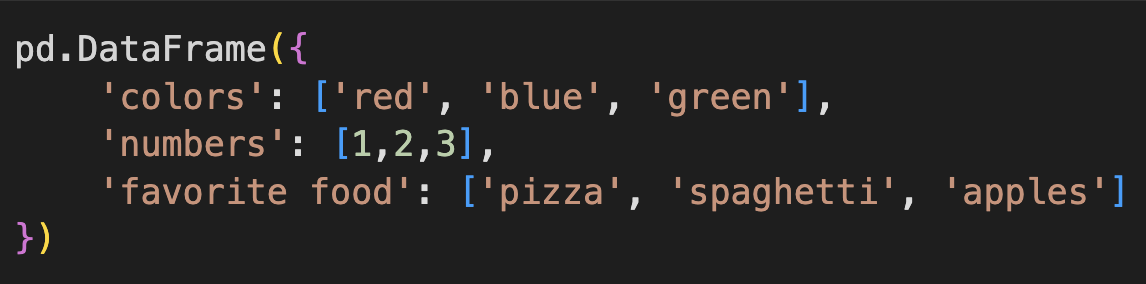 pd.DataFrame({
    'colors': ['red', 'blue', 'green'],
    'numbers': [1,2,3],
    'favorite food': ['pizza', 'spaghetti', 'apples']
})